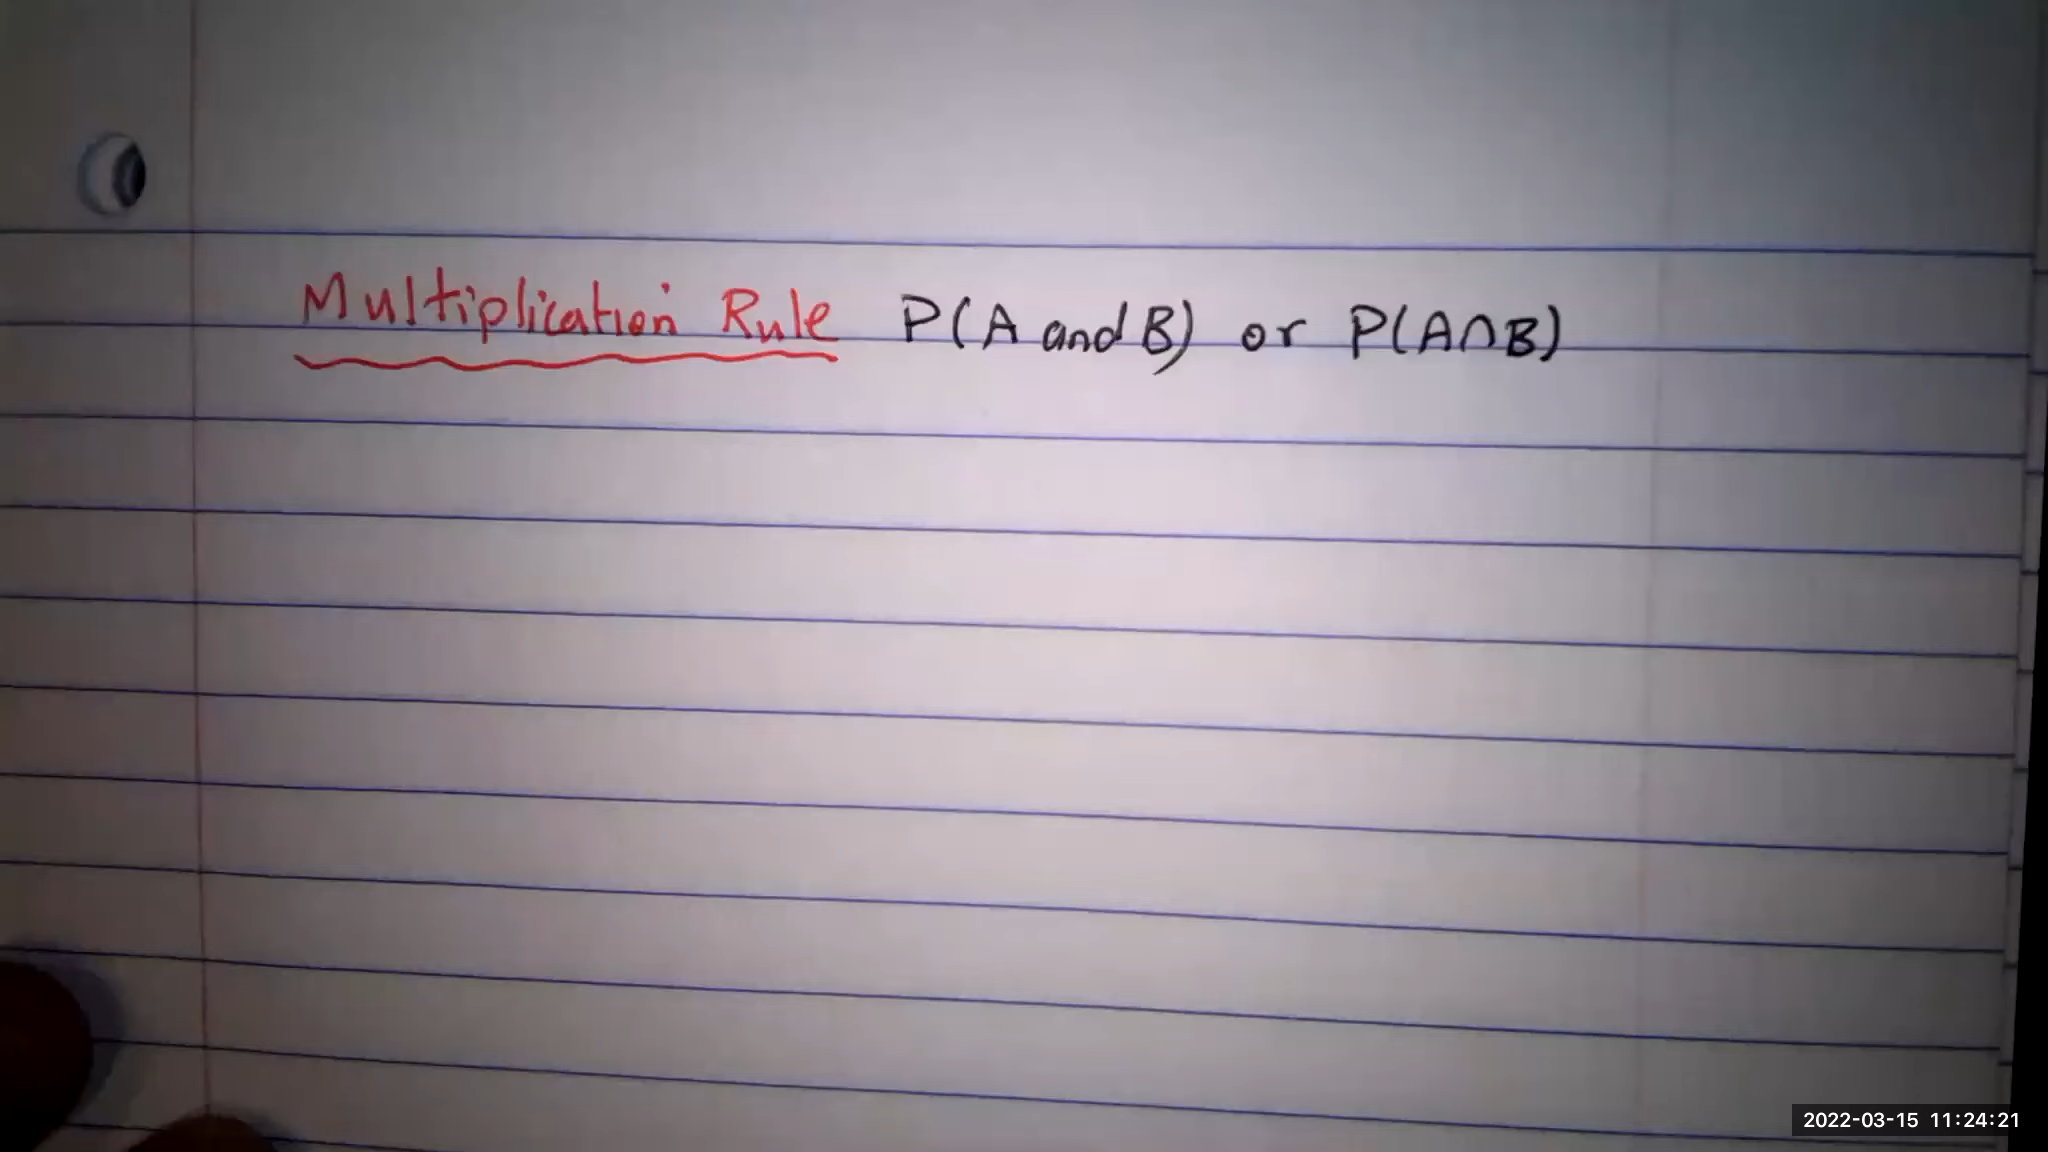 Multiplication Rule P(A and B) or P(A∩B)
2022-03-15 11:24:21